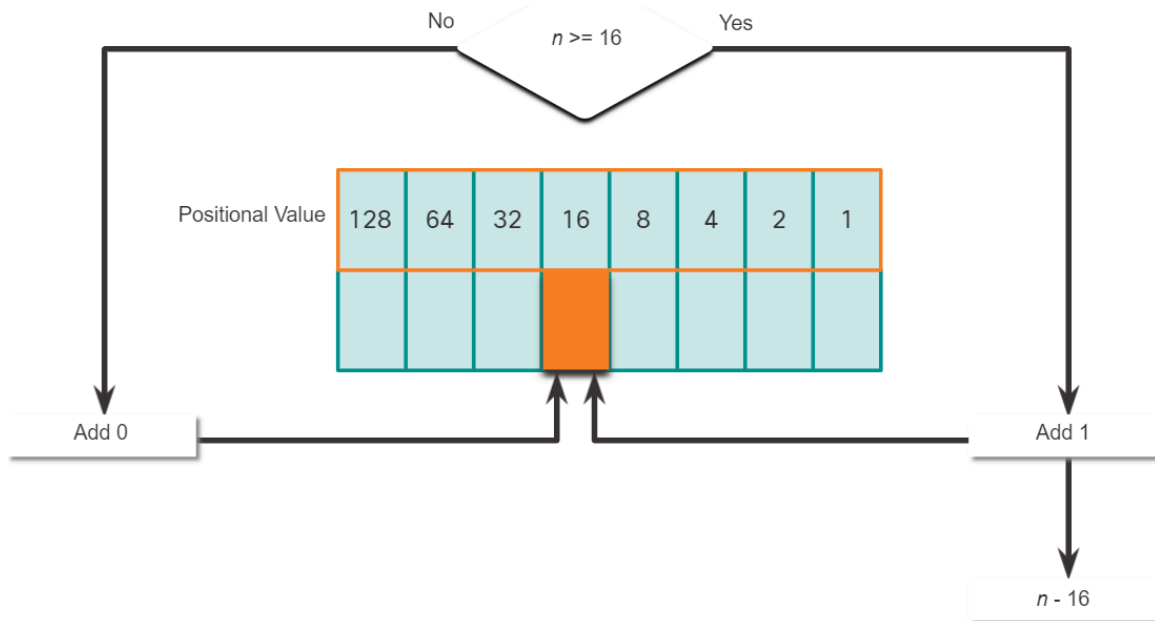 No
Yes
n >= 16
Positional Value
128 64 32 16 8 4 2 1
Add 0
Add 1
n - 16